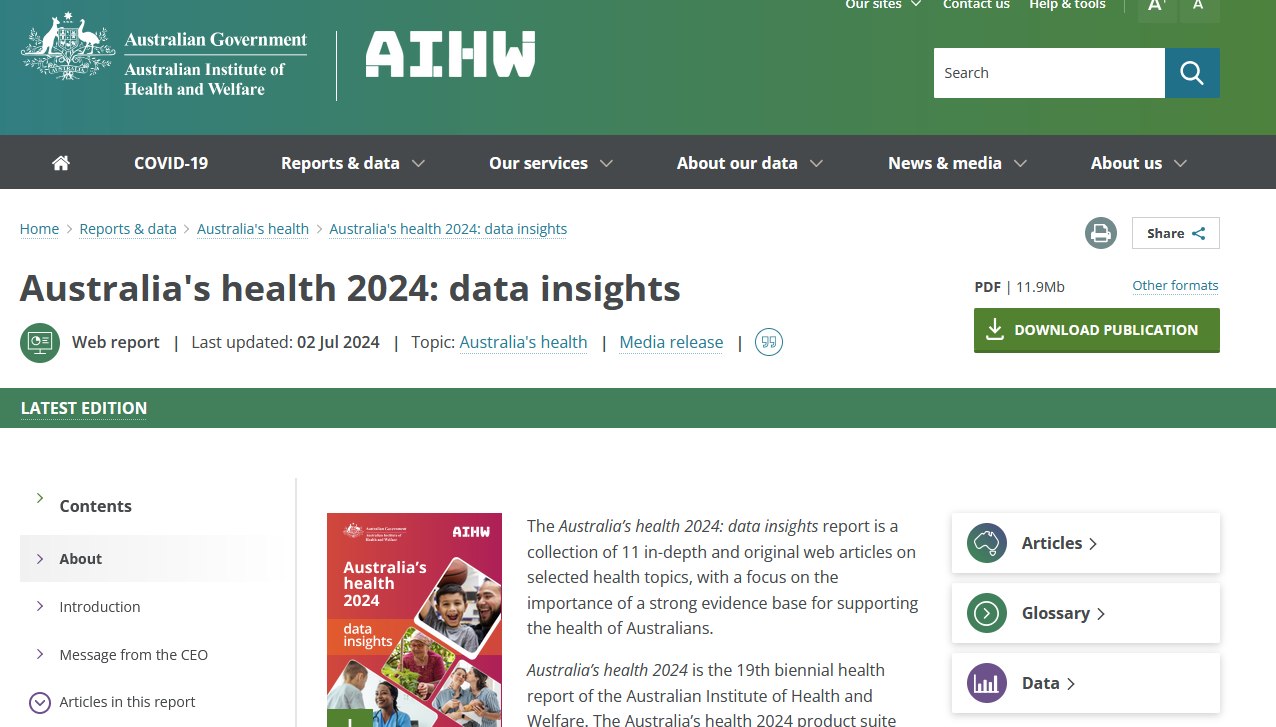 Our sites
Contact us
Help & tools
A+
A
Australian Government
Australian Institute of
Health and Welfare
AIHW
Search
COVID-19
Reports & data
Our services
About our data
News & media
About us
Home
Reports & data
Australia's health
Australia's health 2024: data insights
Share
Australia's health 2024: data insights
PDF | 11.9Mb
Other formats
DOWNLOAD PUBLICATION
Web report | Last updated: 02 Jul 2024 | Topic: Australia's health | Media release |
LATEST EDITION
Contents
About
Introduction
Message from the CEO
Articles in this report
Australian Government
Australian Institute of
Health and Welfare
AIHW
Australia’s
health
2024
data
insights
The Australia’s health 2024: data insights report is a
collection of 11 in-depth and original web articles on
selected health topics, with a focus on the
importance of a strong evidence base for supporting
the health of Australians.
Australia’s health 2024 is the 19th biennial health
report of the Australian Institute of Health and
Welfare. The Australia’s health 2024 product suite
Articles
Glossary
Data